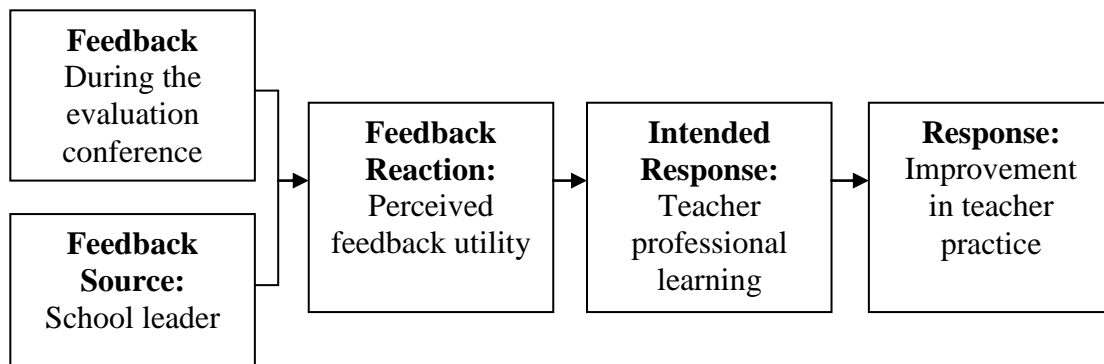 Feedback
During the
evaluation
conference
Feedback
Source:
School leader
Feedback
Reaction:
Perceived
feedback utility
Intended
Response:
Teacher
professional
learning
Response:
Improvement
in teacher
practice